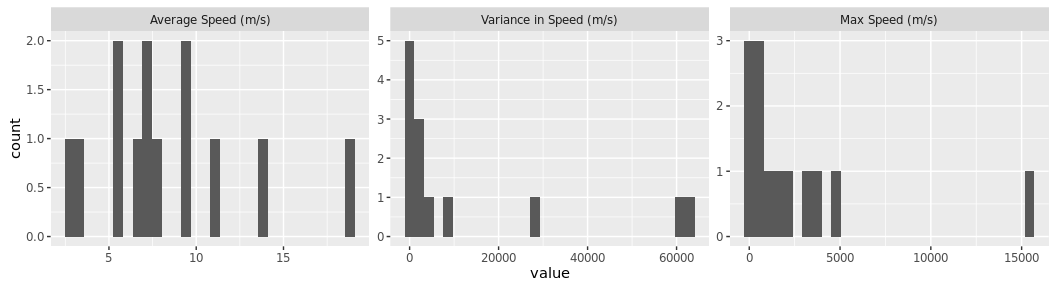 Average Speed (m/s)
Variance in Speed (m/s)
Max Speed (m/s)
count
2.0
1.5
1.0
0.5
0.0
5
4
3
2
1
0
3
2
1
0
5 10 15
0 20000 40000 60000
0 5000 10000 15000
value